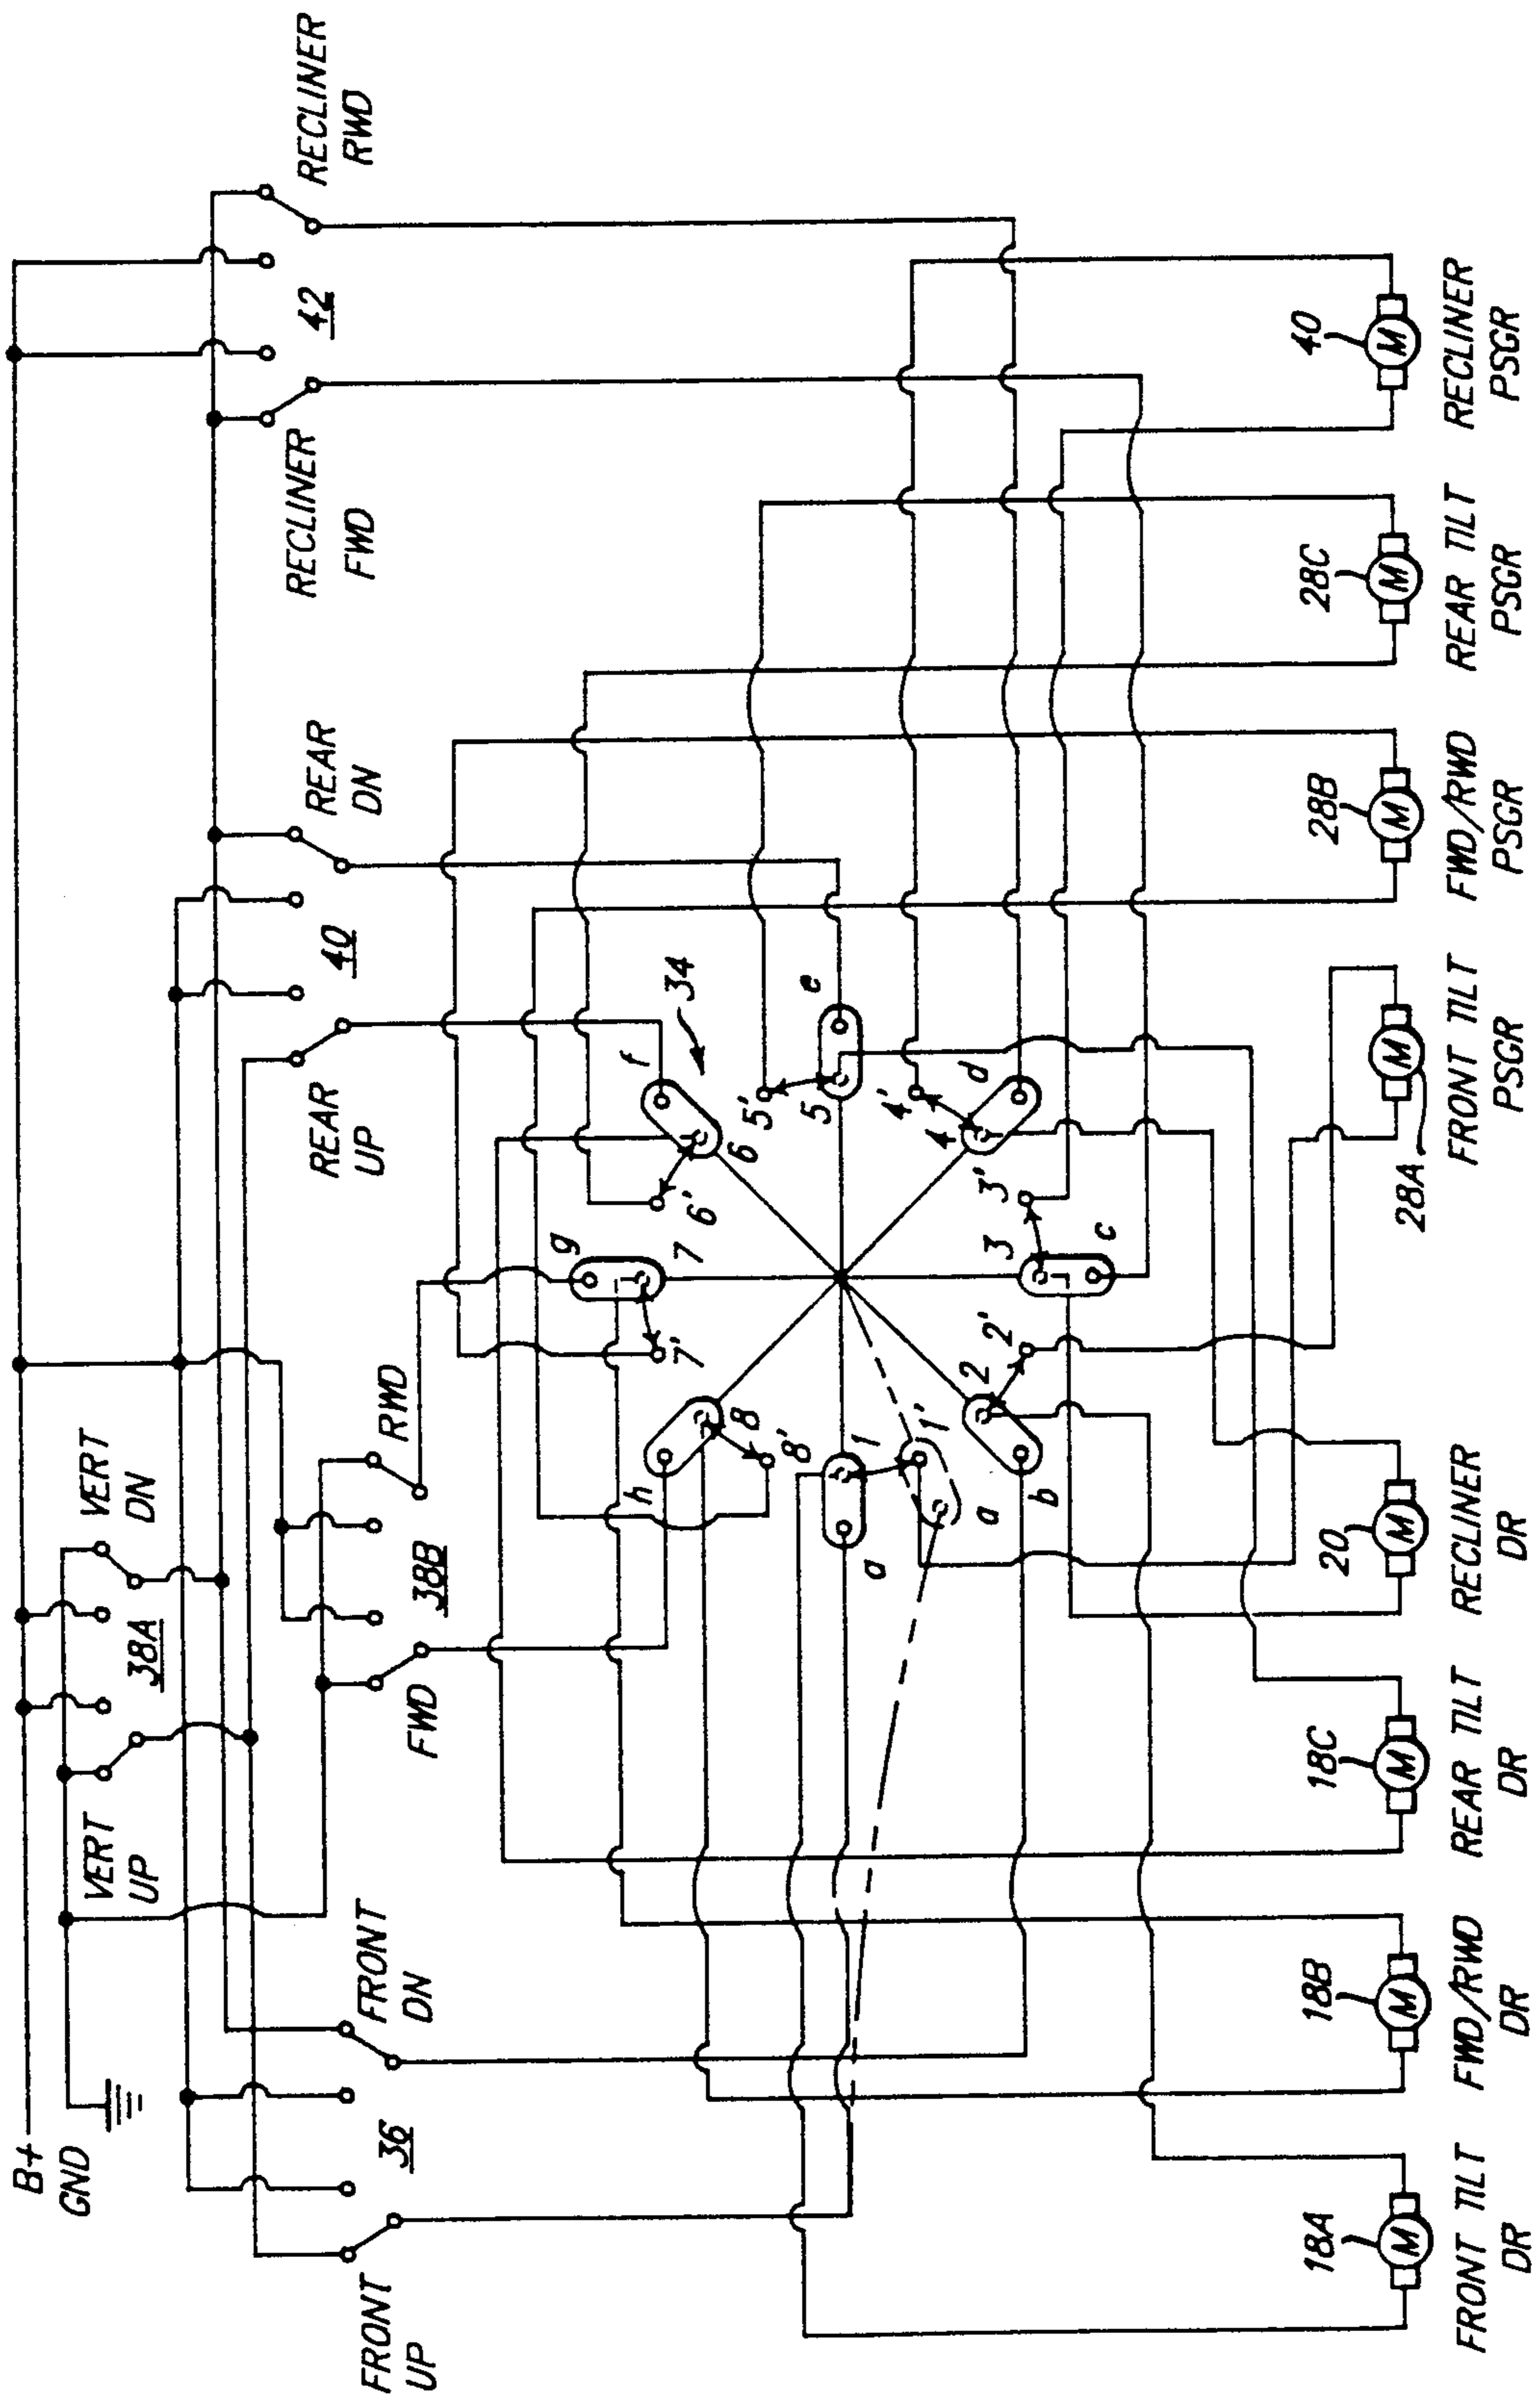 B+
GND
VERT
UP
VERT
DN
38A
FRONT
UP
FRONT
DN
36
FWD
RWD
38B
REAR
UP
REAR
DN
40
RECLINER
FWD
RECLINER
RWD
42
34
a
1
1'
a
b
2
2'
c
3
3'
d
4
4'
e
5
5'
f
6
6'
g
7
7'
h
8
8'
18A
M
FRONT TILT
DR
18B
M
FWD/RWD
DR
18C
M
REAR TILT
DR
20
M
RECLINER
DR
28A
M
FRONT TILT
PSGR
28B
M
FWD/RWD
PSGR
28C
M
REAR TILT
PSGR
40
M
RECLINER
PSGR